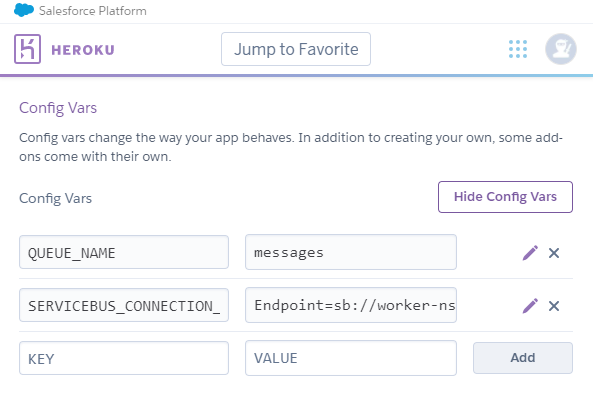 Salesforce Platform
HEROKU
Jump to Favorite
Config Vars
Config vars change the way your app behaves. In addition to creating your own, some add-
ons come with their own.
Config Vars
Hide Config Vars
QUEUE_NAME
messages
SERVICEBUS_CONNECTION_
Endpoint=sb://worker-ns
KEY
VALUE
Add